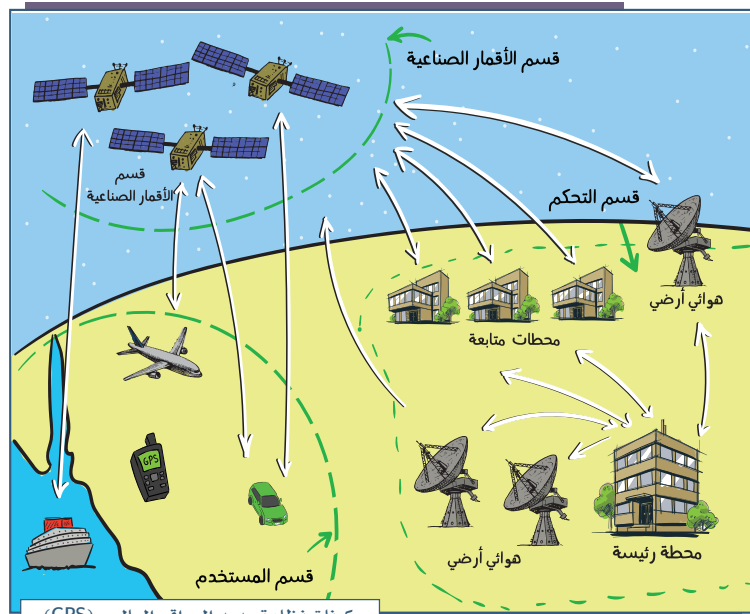 قسم الأقمار الصناعية
قسم
الأقمار الصناعية
قسم التحكم
هوائي أرضي
محطات متابعة
GPS
هوائي أرضي
محطة رئيسة
قسم المستخدم
(GPS)